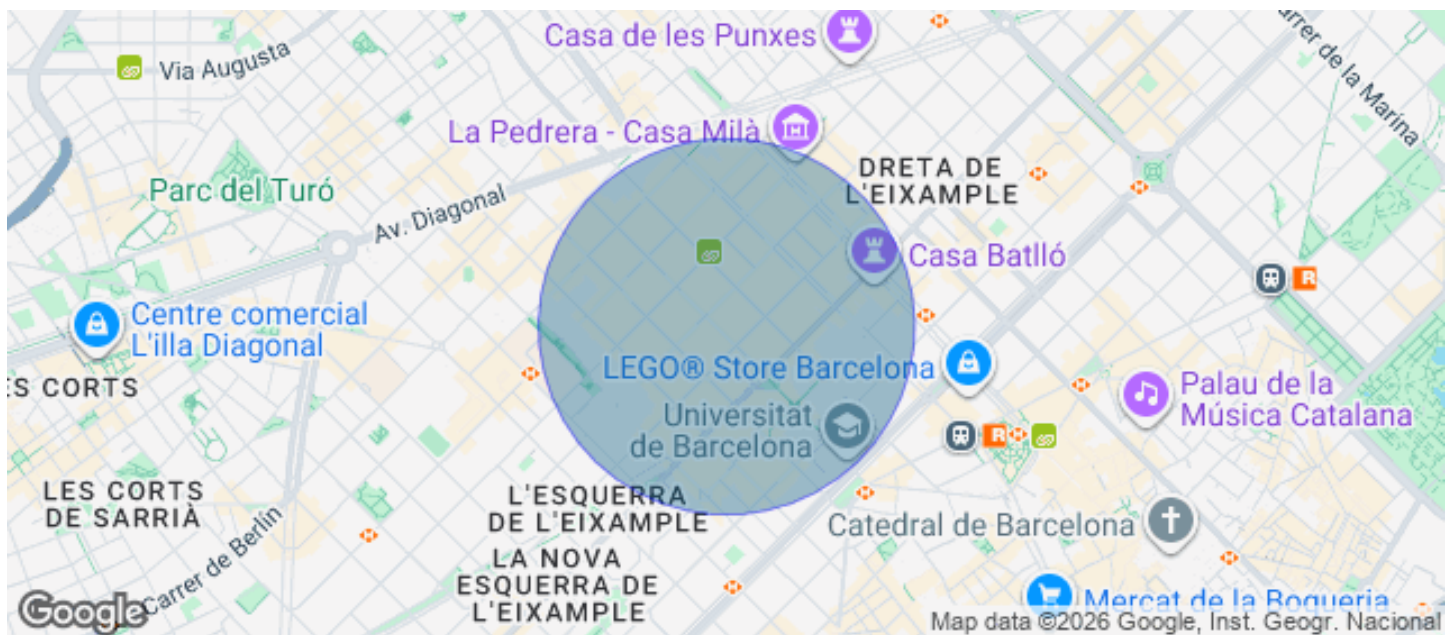 Casa de les Punxes
Carrer de la Marina
Via Augusta
La Pedrera - Casa Milà
DRETA DE
L'EIXAMPLE
Parc del Turó
Av. Diagonal
Casa Batlló
R
Centre comercial
L'illa Diagonal
LEGO® Store Barcelona
ES CORTS
Palau de la
Música Catalana
Universitat
de Barcelona
R
LES CORTS
DE SARRIÀ
L'ESQUERRA
DE L'EIXAMPLE
Catedral de Barcelona
LA NOVA
ESQUERRA DE
L'EIXAMPLE
Carrer de Berlín
Mercat de la Boqueria
Google
Map data ©2026 Google, Inst. Geogr. Nacional